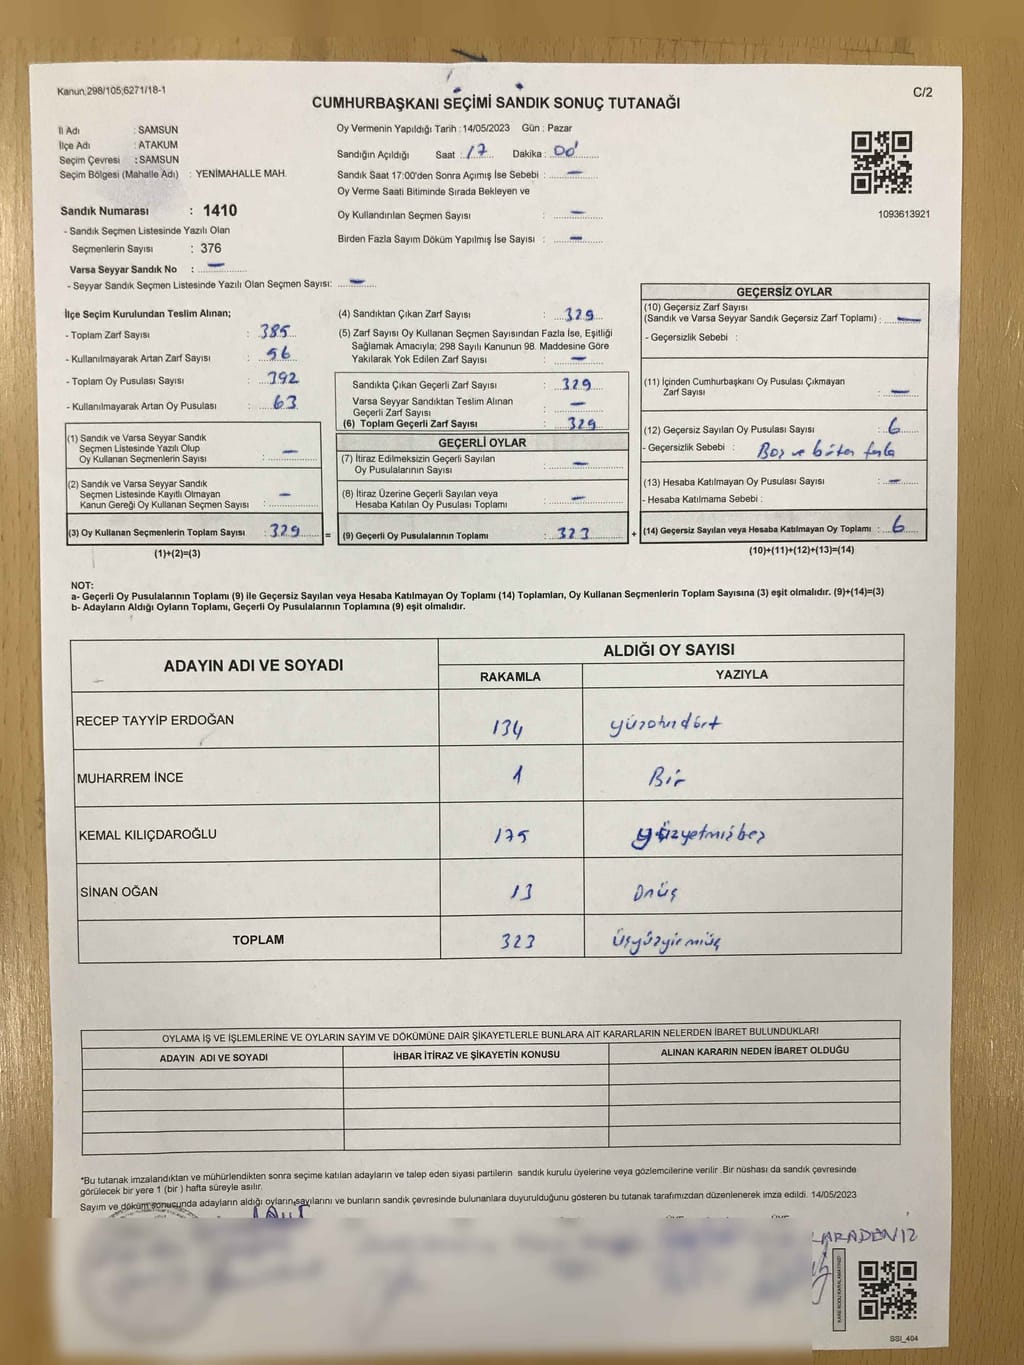 Kanun,298/105;6271/18-1
C/2
CUMHURBAŞKANI SEÇİMİ SANDIK SONUÇ TUTANAĞI
İl Adı : SAMSUN
İlçe Adı : ATAKUM
Seçim Çevresi : SAMSUN
Seçim Bölgesi (Mahalle Adı) : YENİMAHALLE MAH.
Sandık Numarası : 1410
- Sandık Seçmen Listesinde Yazılı Olan
Seçmenlerin Sayısı : 376
Varsa Seyyar Sandık No : —
- Seyyar Sandık Seçmen Listesinde Yazılı Olan Seçmen Sayısı: —
Oy Vermenin Yapıldığı Tarih : 14/05/2023 Gün : Pazar
Sandığın Açıldığı Saat : 17 Dakika : 00'
Sandık Saat 17:00'den Sonra Açımış İse Sebebi : —
Oy Verme Saati Bitiminde Sırada Bekleyen ve
Oy Kullandırılan Seçmen Sayısı : —
Birden Fazla Sayım Döküm Yapılmış İse Sayısı : —
1093613921
İlçe Seçim Kurulundan Teslim Alınan;
- Toplam Zarf Sayısı : 385
- Kullanılmayarak Artan Zarf Sayısı : 56
- Toplam Oy Pusulası Sayısı : 392
- Kullanılmayarak Artan Oy Pusulası : 63
(1) Sandık ve Varsa Seyyar Sandık
Seçmen Listesinde Yazılı Olup
Oy Kullanan Seçmenlerin Sayısı : —
(2) Sandık ve Varsa Seyyar Sandık
Seçmen Listesinde Kayıtlı Olmayan
Kanun Gereği Oy Kullanan Seçmen Sayısı : —
(3) Oy Kullanan Seçmenlerin Toplam Sayısı : 329 =
(1)+(2)=(3)
(4) Sandıktan Çıkan Zarf Sayısı : 329
(5) Zarf Sayısı Oy Kullanan Seçmen Sayısından Fazla İse, Eşitliği
Sağlamak Amacıyla; 298 Sayılı Kanunun 98. Maddesine Göre
Yakılarak Yok Edilen Zarf Sayısı : —
Sandıkta Çıkan Geçerli Zarf Sayısı : 329
Varsa Seyyar Sandıktan Teslim Alınan
Geçerli Zarf Sayısı : —
(6) Toplam Geçerli Zarf Sayısı : 329
GEÇERLİ OYLAR
(7) İtiraz Edilmeksizin Geçerli Sayılan
Oy Pusulalarının Sayısı : —
(8) İtiraz Üzerine Geçerli Sayılan veya
Hesaba Katılan Oy Pusulası Toplamı : —
(9) Geçerli Oy Pusulalarının Toplamı : 323 +
GEÇERSİZ OYLAR
(10) Geçersiz Zarf Sayısı
(Sandık ve Varsa Seyyar Sandık Geçersiz Zarf Toplamı) : —
- Geçersizlik Sebebi :
(11) İçinden Cumhurbaşkanı Oy Pusulası Çıkmayan
Zarf Sayısı : —
(12) Geçersiz Sayılan Oy Pusulası Sayısı : 6
- Geçersizlik Sebebi : Boş ve birden fazla
(13) Hesaba Katılmayan Oy Pusulası Sayısı : —
- Hesaba Katılmama Sebebi :
(14) Geçersiz Sayılan veya Hesaba Katılmayan Oy Toplamı : 6
(10)+(11)+(12)+(13)=(14)
NOT:
a- Geçerli Oy Pusulalarının Toplamı (9) ile Geçersiz Sayılan veya Hesaba Katılmayan Oy Toplamı (14) Toplamları, Oy Kullanan Seçmenlerin Toplam Sayısına (3) eşit olmalıdır. (9)+(14)=(3)
b- Adayların Aldığı Oyların Toplamı, Geçerli Oy Pusulalarının Toplamına (9) eşit olmalıdır.
ADAYIN ADI VE SOYADI ALDIĞI OY SAYISI
RAKAMLA YAZIYLA
RECEP TAYYİP ERDOĞAN 134 yüzotuzdört
MUHARREM İNCE 1 Bir
KEMAL KILIÇDAROĞLU 175 yüzyetmişbeş
SİNAN OĞAN 13 Onüç
TOPLAM 323 üçyüzyirmiüç
OYLAMA İŞ VE İŞLEMLERİNE VE OYLARIN SAYIM VE DÖKÜMÜNE DAİR ŞİKAYETLERLE BUNLARA AİT KARARLARIN NELERDEN İBARET BULUNDUKLARI
ADAYIN ADI VE SOYADI İHBAR İTİRAZ VE ŞİKAYETİN KONUSU ALINAN KARARIN NEDEN İBARET OLDUĞU
*Bu tutanak imzalandıktan ve mühürlendikten sonra seçime katılan adayların ve talep eden siyasi partilerin sandık kurulu üyelerine veya gözlemcilerine verilir .Bir nüshası da sandık çevresinde
görülecek bir yere 1 (bir ) hafta süreyle asılır.
Sayım ve döküm sonucunda adayların aldığı oyların sayılarını ve bunların sandık çevresinde bulunanlara duyurulduğunu gösteren bu tutanak tarafımızdan düzenlenerek imza edildi. 14/05/2023
KARADENİZ
SSI_404